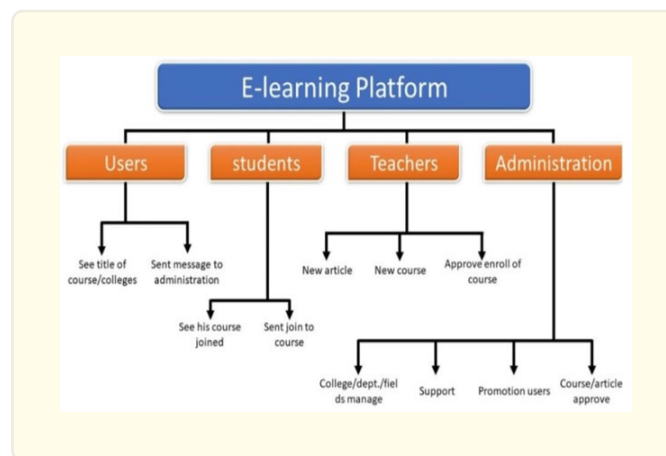 E-learning Platform
Users
students
Teachers
Administration
See title of
course/colleges
Sent message to
administration
New article
New course
Approve enroll of
course
See his course
joined
Sent join to
course
College/dept./fiel
ds manage
Support
Promotion users
Course/article
approve